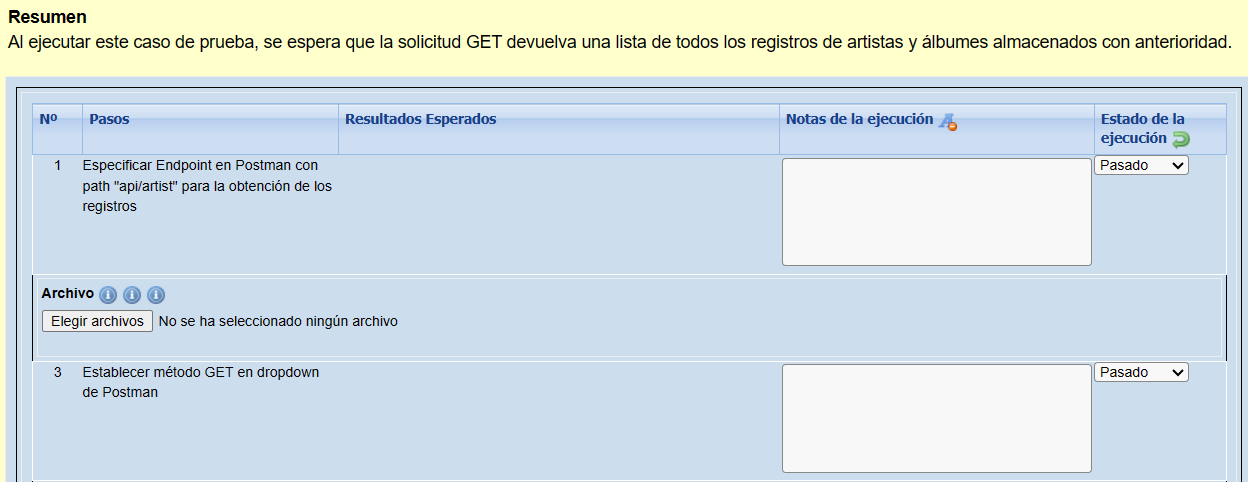 Resumen
Al ejecutar este caso de prueba, se espera que la solicitud GET devuelva una lista de todos los registros de artistas y álbumes almacenados con anterioridad.
Nº Pasos Resultados Esperados Notas de la ejecución Estado de la
ejecución
1 Especificar Endpoint en Postman con Pasado
path "api/artist" para la obtención de los
registros
Archivo
Elegir archivos No se ha seleccionado ningún archivo
3 Establecer método GET en dropdown Pasado
de Postman